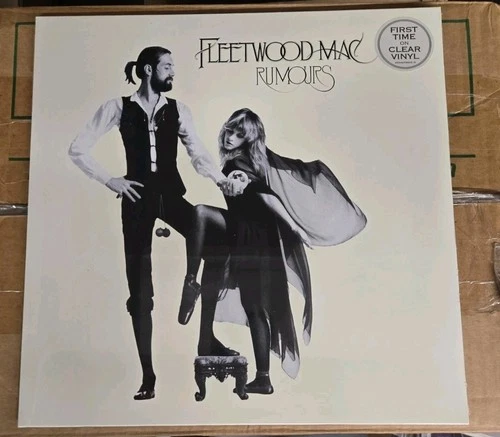 FLEETWOOD MAC
RUMOURS
FIRST
TIME
ON
CLEAR
VINYL